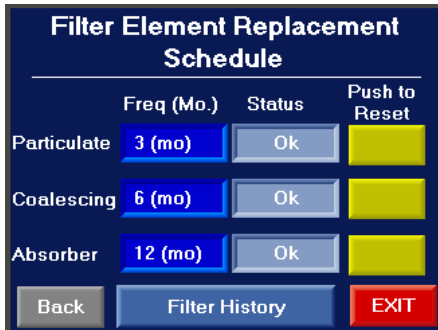 Filter Element Replacement
Schedule
Freq (Mo.) Status Push to
Reset
Particulate 3 (mo) Ok
Coalescing 6 (mo) Ok
Absorber 12 (mo) Ok
Back Filter History EXIT